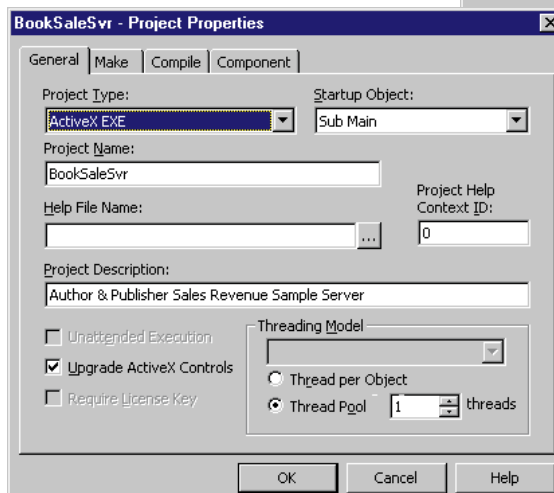 BookSaleSvr - Project Properties
General Make Compile Component
Project Type: Startup Object:
ActiveX EXE Sub Main
Project Name:
BookSaleSvr
Project Help
Context ID:
Help File Name:
... 0
Project Description:
Author & Publisher Sales Revenue Sample Server
Unattended Execution
Upgrade ActiveX Controls
Require License Key
Threading Model
Thread per Object
Thread Pool 1 threads
OK Cancel Help